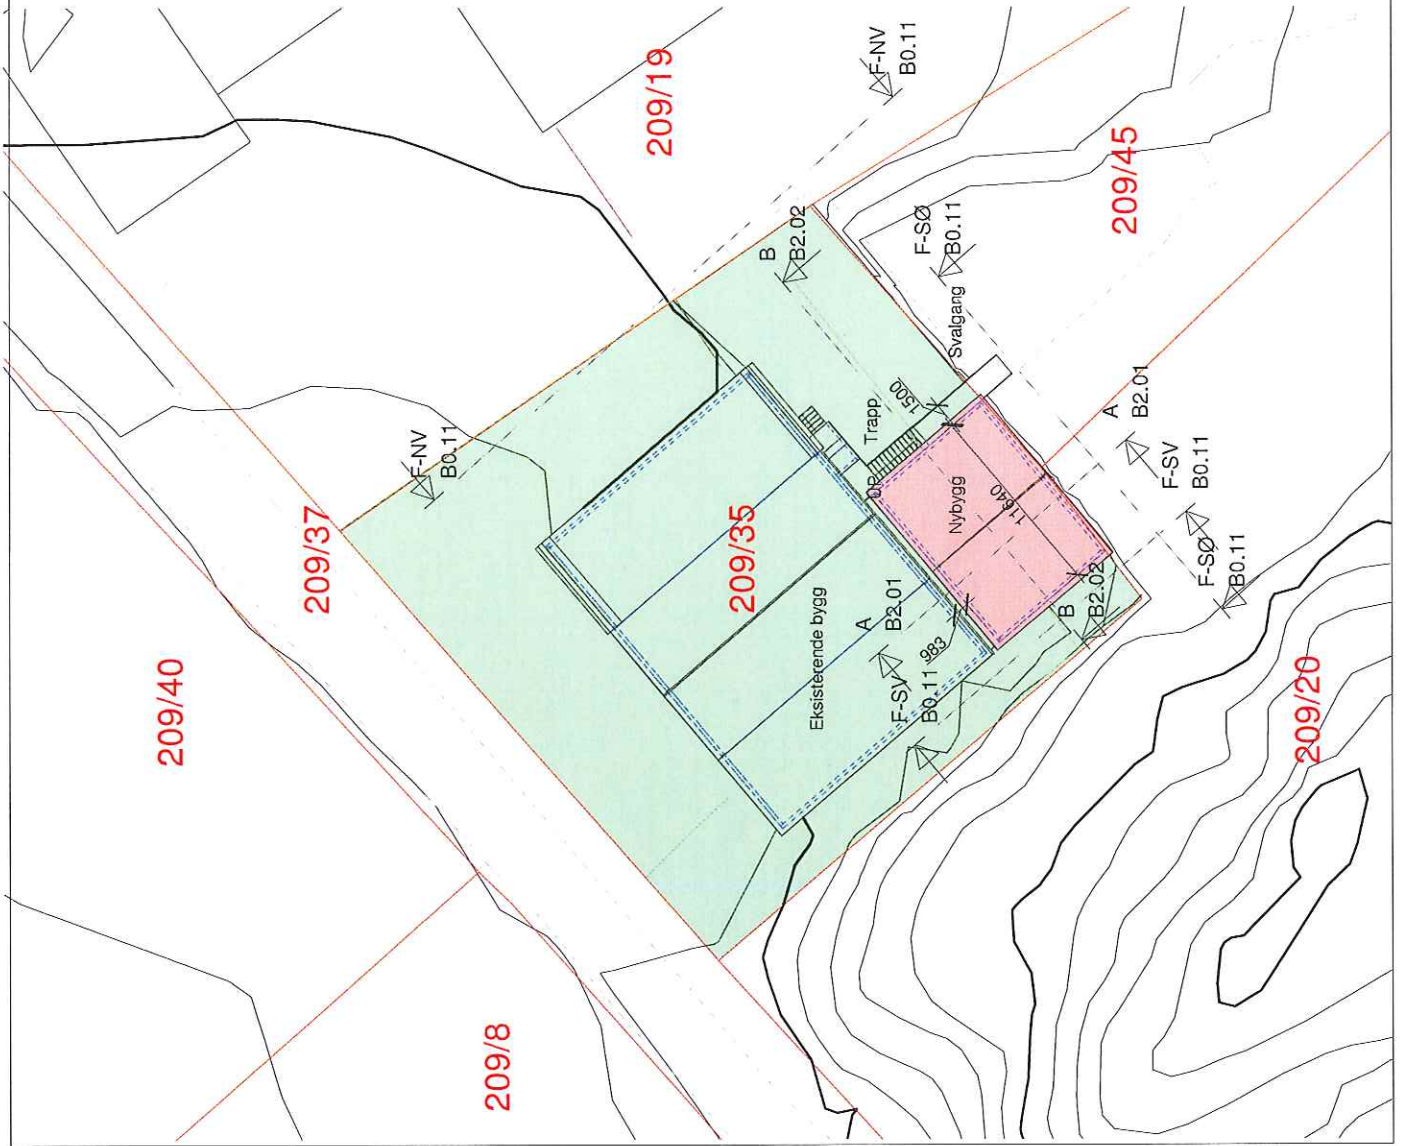 F-NV
B0.11
209/19
209/45
B
B2.02
F-SØ
B0.11
Svalgang
F-NV
B0.11
209/37
1500
Trapp
A
B2.01
F-SV
B0.11
OP
Nybygg
11640
209/35
209/40
Eksisterende bygg
A
B2.01
983
B
B2.02
F-SØ
B0.11
F-SV
B0.11
209/20
209/8